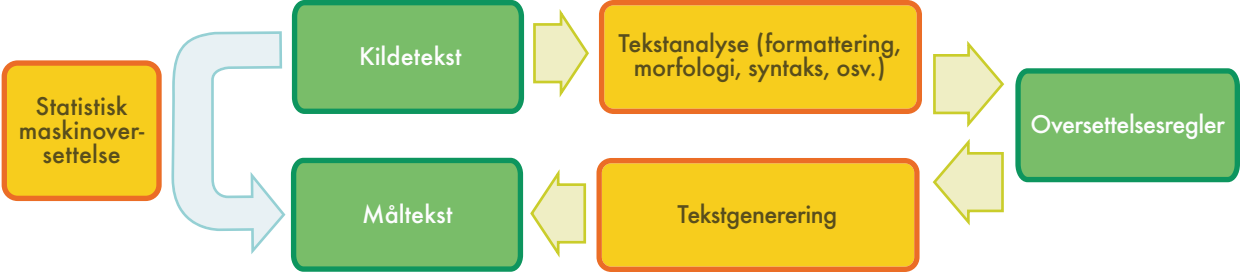 Statistisk
maskinover-
settelse
Kildetekst
Tekstanalyse (formattering,
morfologi, syntaks, osv.)
Oversettelsesregler
Måltekst
Tekstgenerering